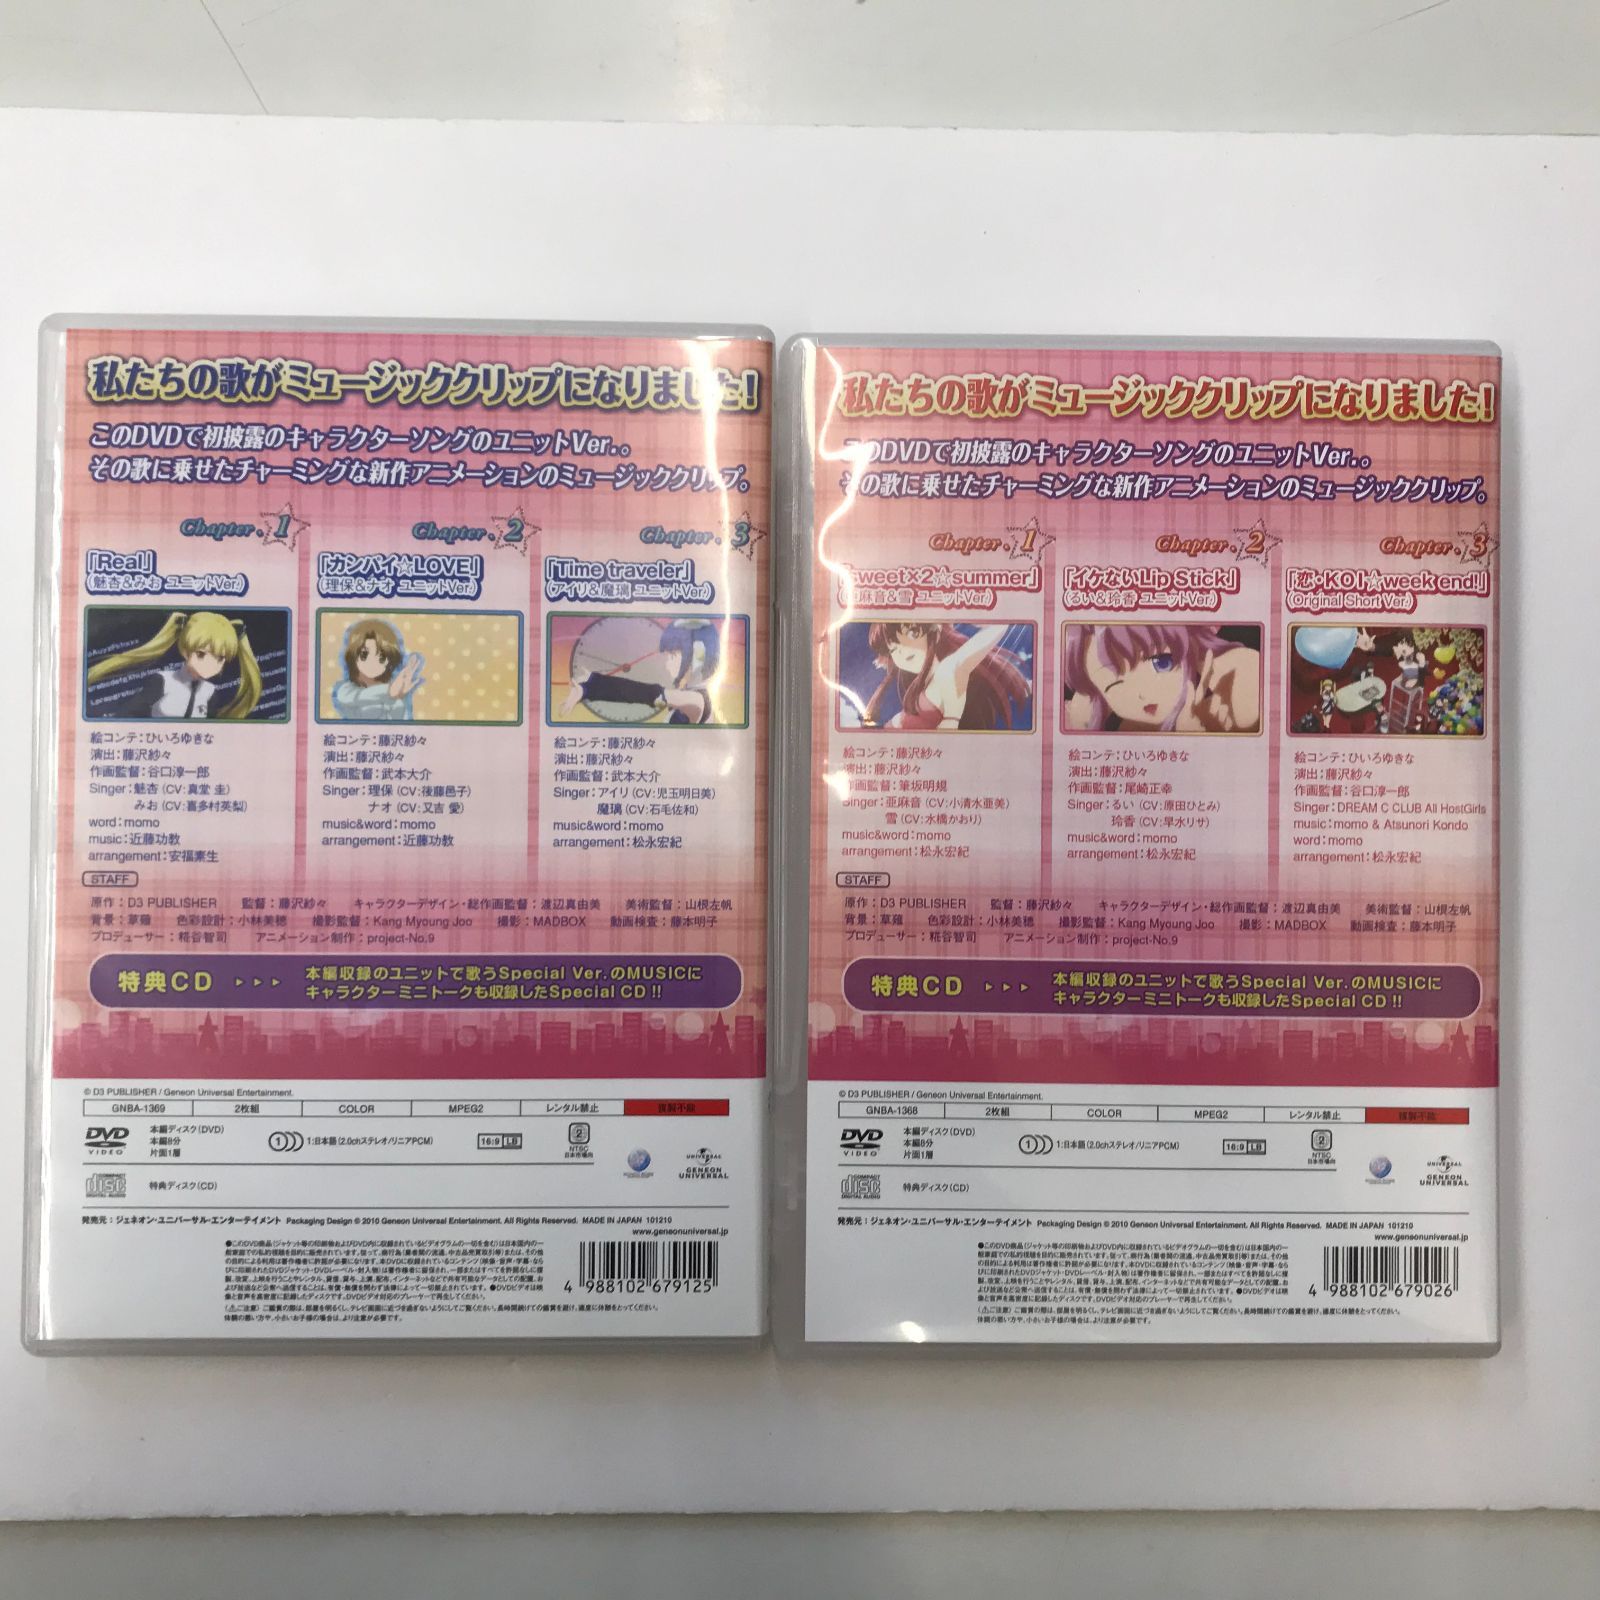 私たちの歌がミュージッククリップになりました!
このDVDで初披露のキャラクターソングのユニットVer.。
その歌に乗せたチャーミングな新作アニメーションのミュージッククリップ。
Chapter.1
「Real」
(魅杏&みお ユニットVer.)
絵コンテ:ひいろゆきな
演出:藤沢紗々
作画監督:谷口淳一郎
Singer:魅杏(CV:真堂 圭)
みお(CV:喜多村英梨)
word:momo
music:近藤功教
arrangement:安福素生
Chapter.2
「カンパイ☆LOVE」
(理保&ナオ ユニットVer.)
絵コンテ:藤沢紗々
演出:藤沢紗々
作画監督:武本大介
Singer:理保(CV:後藤邑子)
ナオ(CV:又吉 愛)
music&word:momo
arrangement:近藤功教
Chapter.3
「Time traveler」
(アイリ&魔璃 ユニットVer.)
絵コンテ:藤沢紗々
演出:藤沢紗々
作画監督:武本大介
Singer:アイリ(CV:児玉明日美)
魔璃(CV:石毛佐和)
music&word:momo
arrangement:松永宏紀
STAFF
原作:D3 PUBLISHER 監督:藤沢紗々 キャラクターデザイン・総作画監督:渡辺真由美 美術監督:山根左帆
背景:草薙 色彩設計:小林美穂 撮影監督:Kang Myoung Joo 撮影:MADBOX 動画検査:藤本明子
プロデューサー:糀谷智司 アニメーション制作:project-No.9
特典CD ▶▶▶ 本編収録のユニットで歌うSpecial Ver.のMUSICに
キャラクターミニトークも収録したSpecial CD!!
© D3 PUBLISHER / Geneon Universal Entertainment.
GNBA-1369 2枚組 COLOR MPEG2 レンタル禁止 複製不能
DVD VIDEO
本編ディスク(DVD)
本編8分
片面1層
1 1:日本語(2.0chステレオ/リニアPCM)
16:9 LB
2
NTSC
日本市場向
UNIVERSAL
GENEON
UNIVERSAL
COMPACT disc DIGITAL AUDIO
特典ディスク(CD)
発売元:ジェネオン・ユニバーサル・エンターテイメント Packaging Design © 2010 Geneon Universal Entertainment. All Rights Reserved. MADE IN JAPAN 101210
www.geneonuniversal.jp
4 988102 679125
私たちの歌がミュージッククリップになりました!
このDVDで初披露のキャラクターソングのユニットVer.。
その歌に乗せたチャーミングな新作アニメーションのミュージッククリップ。
Chapter.1
「sweet×2☆summer」
(亜麻音&雪 ユニットVer.)
絵コンテ:藤沢紗々
演出:藤沢紗々
作画監督:筆坂明規
Singer:亜麻音(CV:小清水亜美)
雪(CV:水橋かおり)
music&word:momo
arrangement:松永宏紀
Chapter.2
「イケないLip Stick」
(るい&玲香 ユニットVer.)
絵コンテ:ひいろゆきな
演出:藤沢紗々
作画監督:尾崎正幸
Singer:るい(CV:原田ひとみ)
玲香(CV:早水リサ)
music&word:momo
arrangement:松永宏紀
Chapter.3
「恋・KOI☆week end!」
(Original Short Ver.)
絵コンテ:ひいろゆきな
演出:藤沢紗々
作画監督:谷口淳一郎
Singer:DREAM C CLUB All HostGirls
music:momo & Atsunori Kondo
word:momo
arrangement:松永宏紀
STAFF
原作:D3 PUBLISHER 監督:藤沢紗々 キャラクターデザイン・総作画監督:渡辺真由美 美術監督:山根左帆
背景:草薙 色彩設計:小林美穂 撮影監督:Kang Myoung Joo 撮影:MADBOX 動画検査:藤本明子
プロデューサー:糀谷智司 アニメーション制作:project-No.9
特典CD ▶▶▶ 本編収録のユニットで歌うSpecial Ver.のMUSICに
キャラクターミニトークも収録したSpecial CD!!
© D3 PUBLISHER / Geneon Universal Entertainment.
GNBA-1368 2枚組 COLOR MPEG2 レンタル禁止 複製不能
DVD VIDEO
本編ディスク(DVD)
本編8分
片面1層
1 1:日本語(2.0chステレオ/リニアPCM)
16:9 LB
2
NTSC
日本市場向
UNIVERSAL
GENEON
UNIVERSAL
COMPACT disc DIGITAL AUDIO
特典ディスク(CD)
発売元:ジェネオン・ユニバーサル・エンターテイメント Packaging Design © 2010 Geneon Universal Entertainment. All Rights Reserved. MADE IN JAPAN 101210
www.geneonuniversal.jp
4 988102 679026